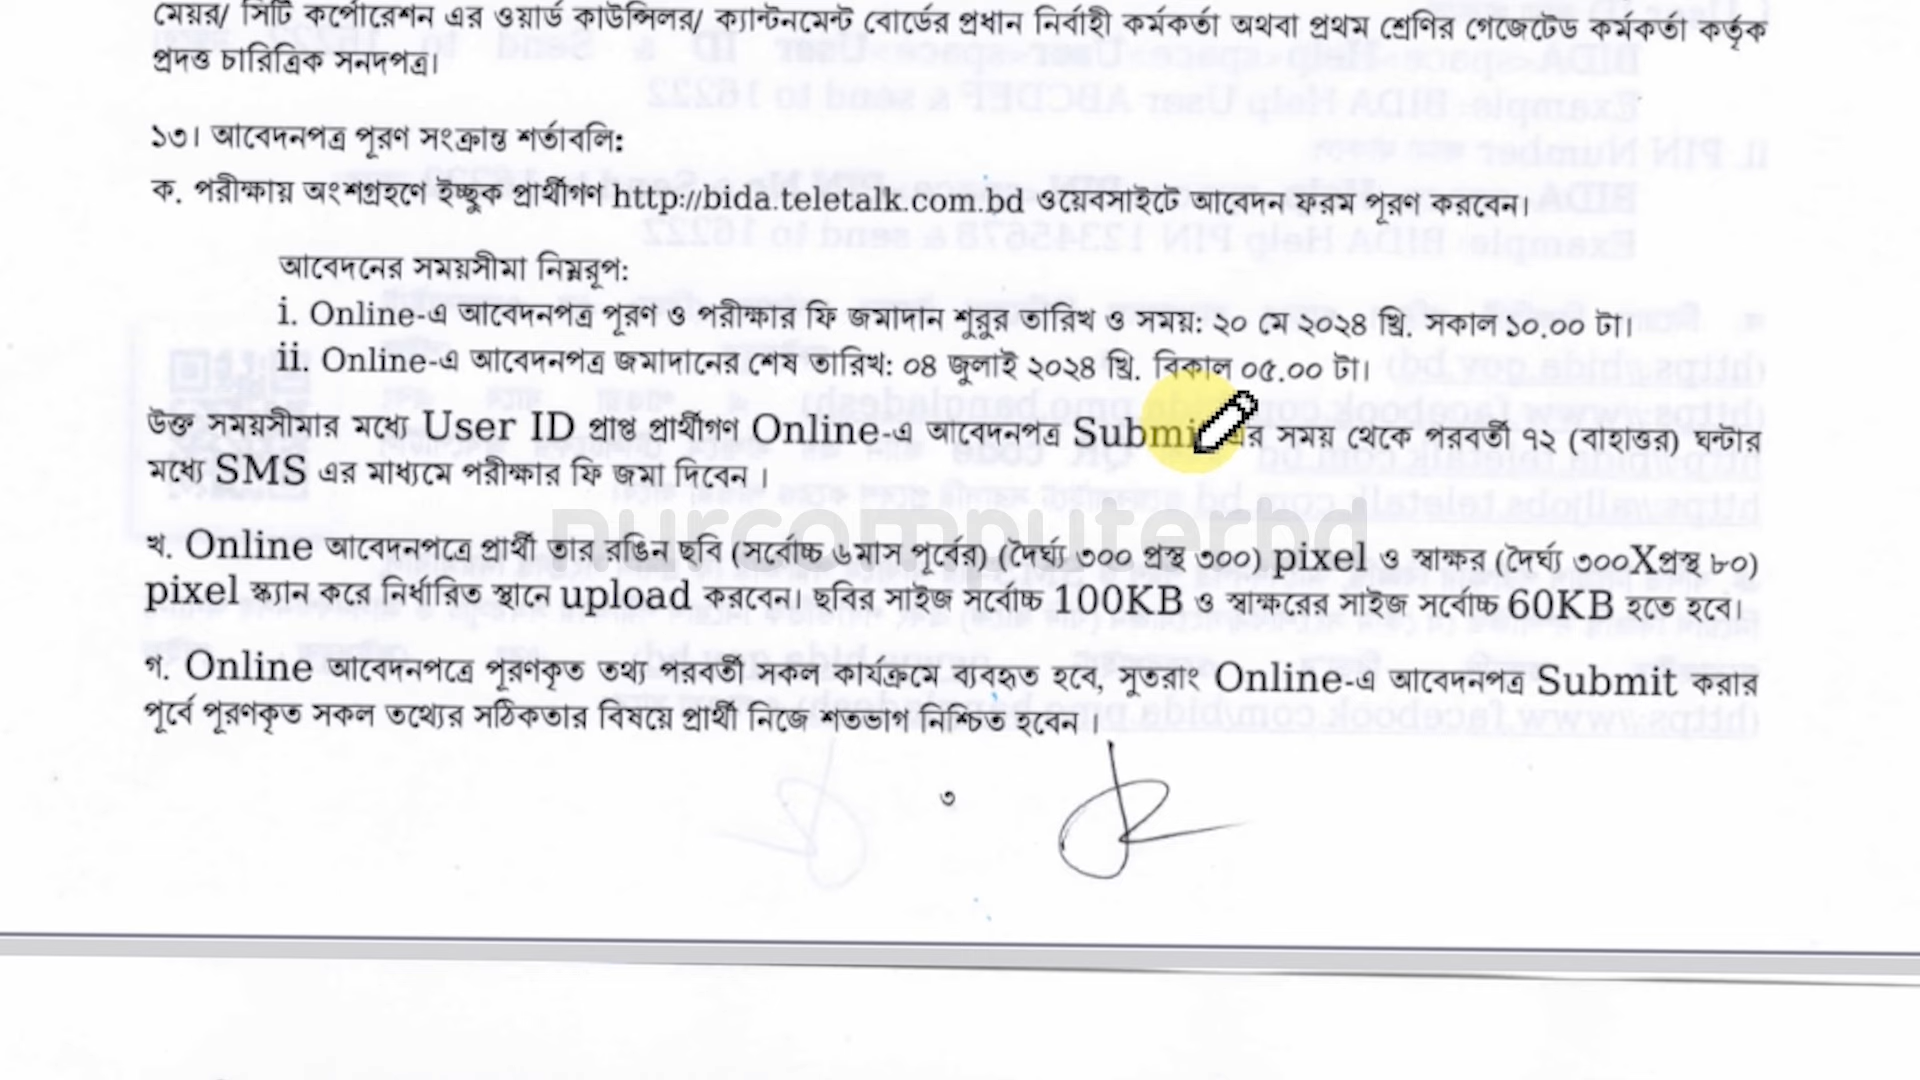 মেয়র/ সিটি কর্পোরেশন এর ওয়ার্ড কাউন্সিলর/ ক্যান্টনমেন্ট বোর্ডের প্রধান নির্বাহী কর্মকর্তা অথবা প্রথম শ্রেণির গেজেটেড কর্মকর্তা কর্তৃক
প্রদত্ত চারিত্রিক সনদপত্র।
১৩। আবেদনপত্র পূরণ সংক্রান্ত শর্তাবলি:
ক. পরীক্ষায় অংশগ্রহণে ইচ্ছুক প্রার্থীগণ http://bida.teletalk.com.bd ওয়েবসাইটে আবেদন ফরম পূরণ করবেন।
আবেদনের সময়সীমা নিম্নরূপ:
i. Online-এ আবেদনপত্র পূরণ ও পরীক্ষার ফি জমাদান শুরুর তারিখ ও সময়: ২০ মে ২০২৪ খ্রি. সকাল ১০.০০ টা।
ii. Online-এ আবেদনপত্র জমাদানের শেষ তারিখ: ০৪ জুলাই ২০২৪ খ্রি. বিকাল ০৫.০০ টা।
উক্ত সময়সীমার মধ্যে User ID প্রাপ্ত প্রার্থীগণ Online-এ আবেদনপত্র Submit এর সময় থেকে পরবর্তী ৭২ (বাহাত্তর) ঘন্টার
মধ্যে SMS এর মাধ্যমে পরীক্ষার ফি জমা দিবেন ।
nurcomputerbd
খ. Online আবেদনপত্রে প্রার্থী তার রঙিন ছবি (সর্বোচ্চ ৬মাস পূর্বের) (দৈর্ঘ্য ৩০০ প্রস্থ ৩০০) pixel ও স্বাক্ষর (দৈর্ঘ্য ৩০০Xপ্রস্থ ৮০)
pixel স্ক্যান করে নির্ধারিত স্থানে upload করবেন। ছবির সাইজ সর্বোচ্চ 100KB ও স্বাক্ষরের সাইজ সর্বোচ্চ 60KB হতে হবে।
গ. Online আবেদনপত্রে পূরণকৃত তথ্য পরবর্তী সকল কার্যক্রমে ব্যবহৃত হবে, সুতরাং Online-এ আবেদনপত্র Submit করার
পূর্বে পূরণকৃত সকল তথ্যের সঠিকতার বিষয়ে প্রার্থী নিজে শতভাগ নিশ্চিত হবেন ।
৩